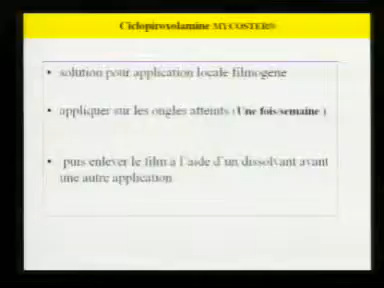 Ciclopiroxolamine MYCOSTER®
• solution pour application locale filmogène
• appliquer sur les ongles atteints (Une fois/semaine )
• puis enlever le film à l'aide d'un dissolvant avant
une autre application